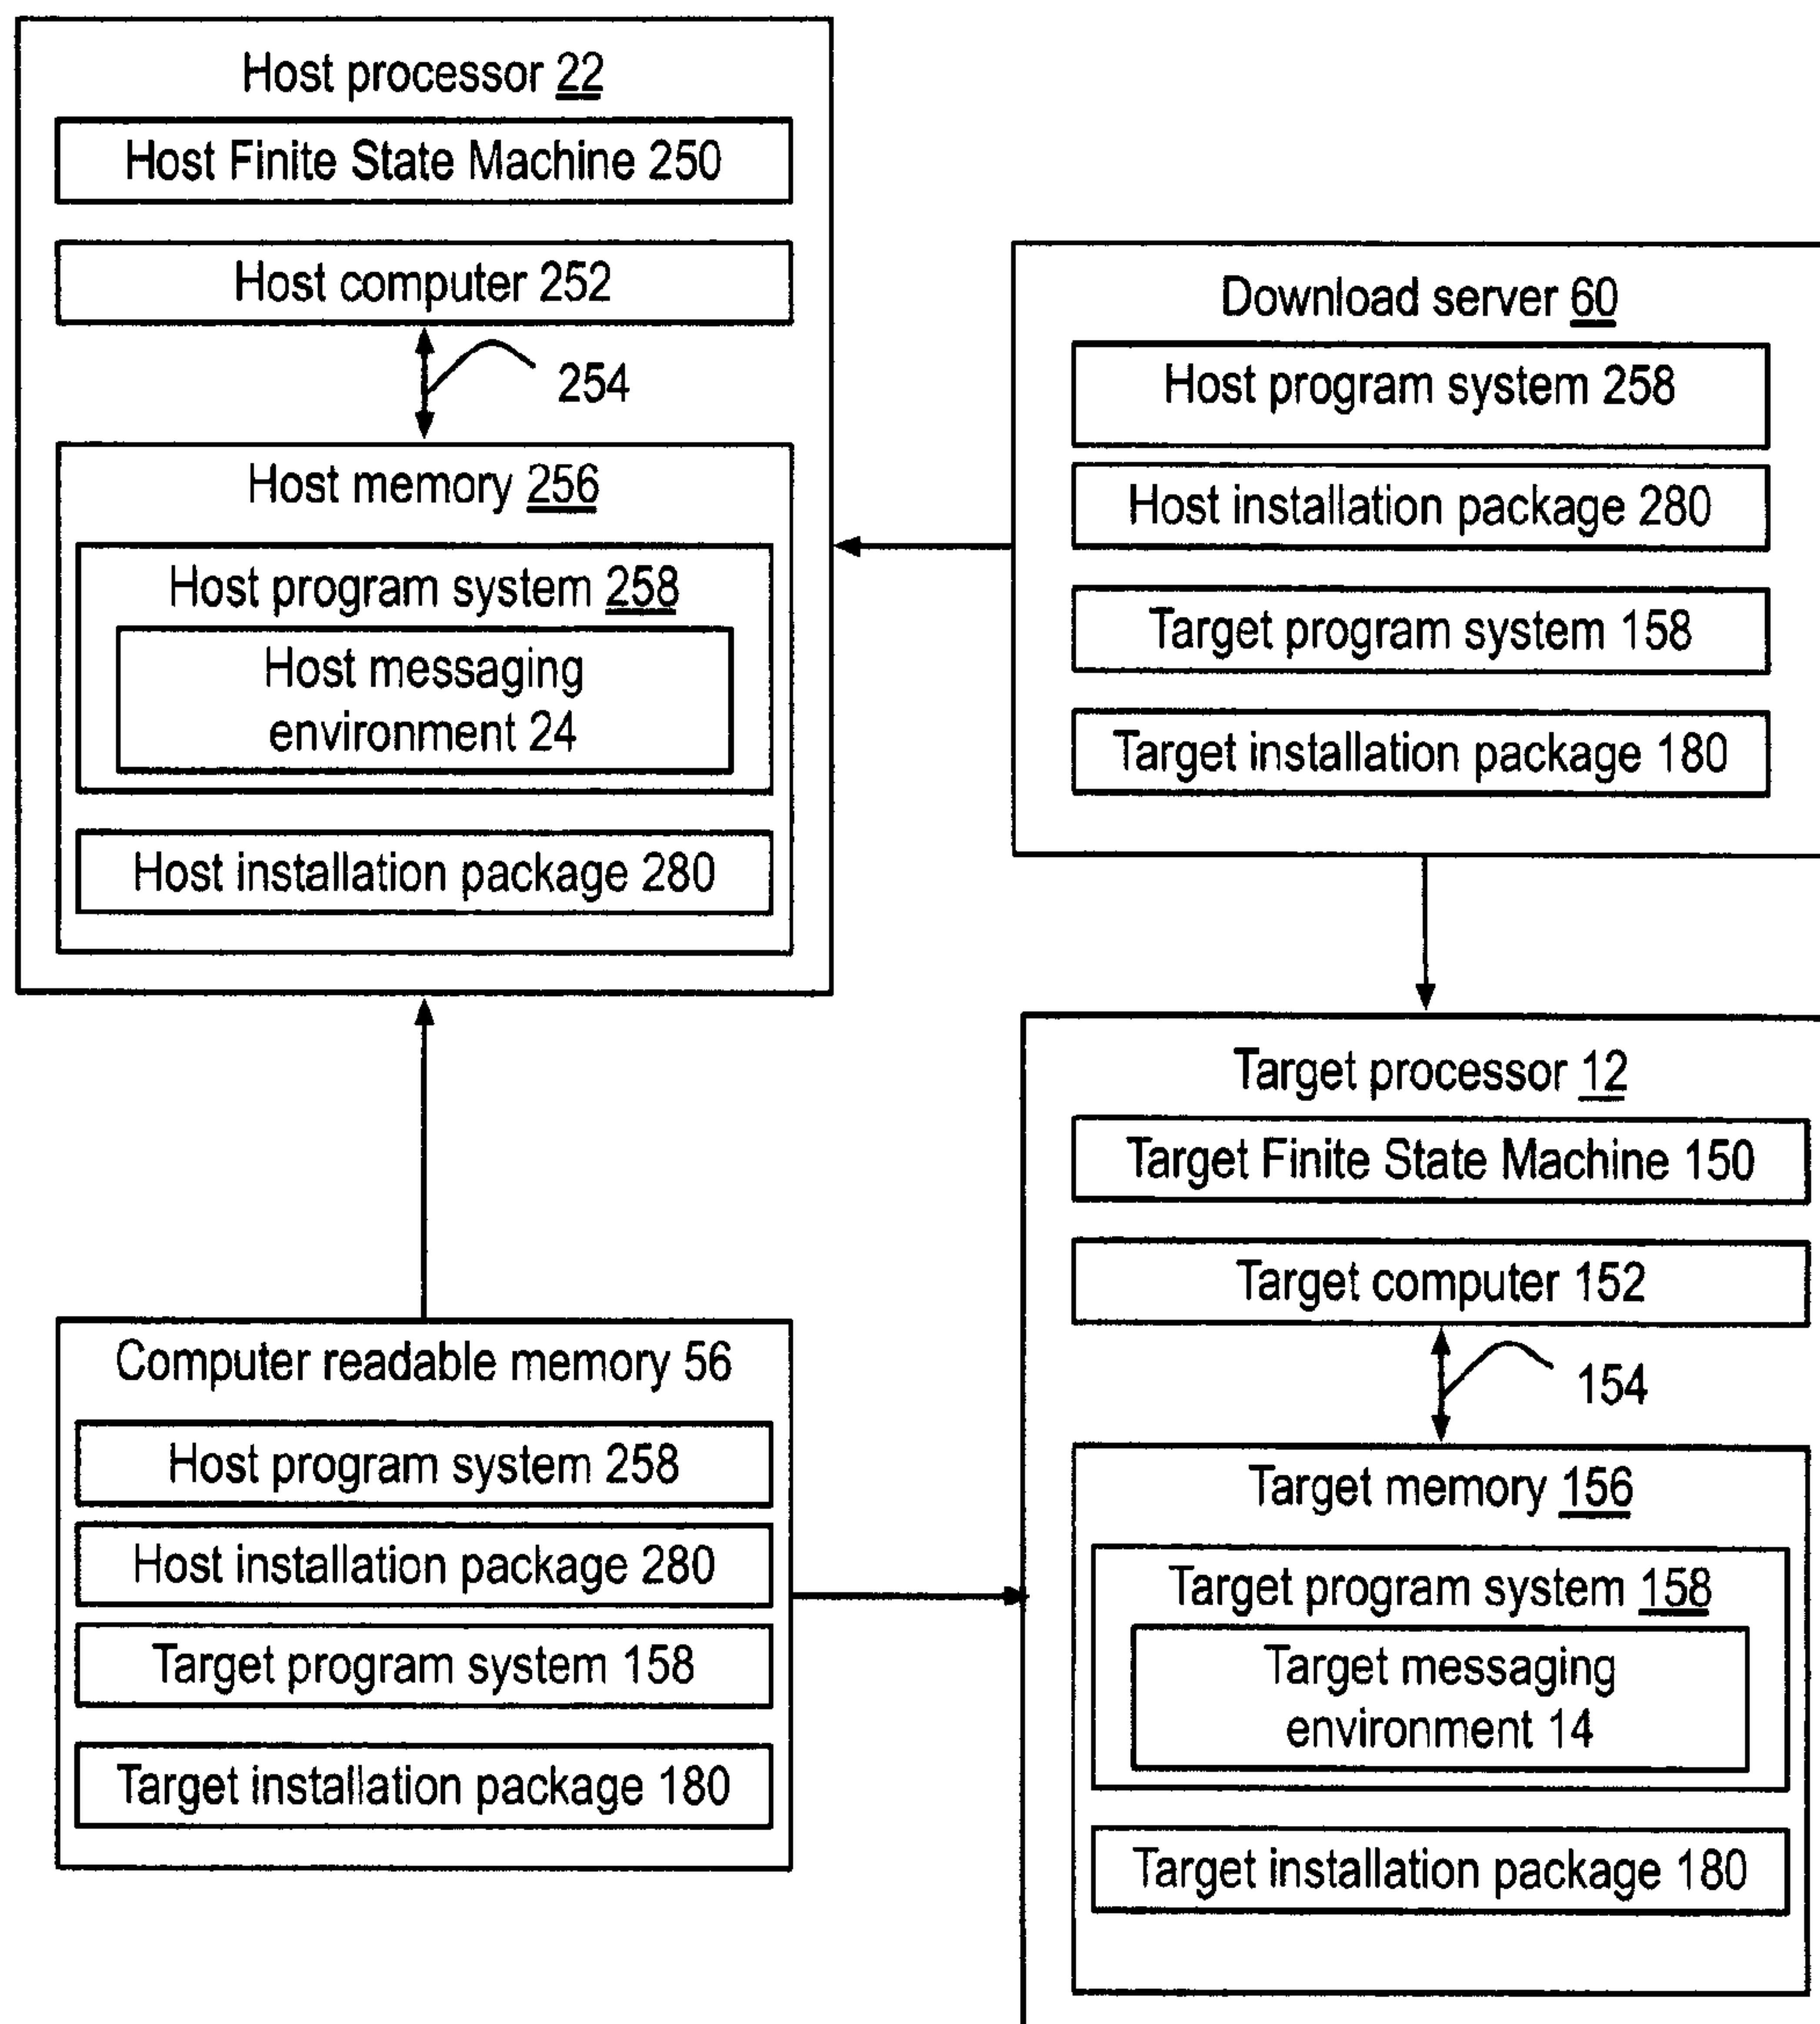 Host processor 22
Host Finite State Machine 250
Host computer 252
254
Host memory 256
Host program system 258
Host messaging
environment 24
Host installation package 280
Download server 60
Host program system 258
Host installation package 280
Target program system 158
Target installation package 180
Computer readable memory 56
Host program system 258
Host installation package 280
Target program system 158
Target installation package 180
Target processor 12
Target Finite State Machine 150
Target computer 152
154
Target memory 156
Target program system 158
Target messaging
environment 14
Target installation package 180